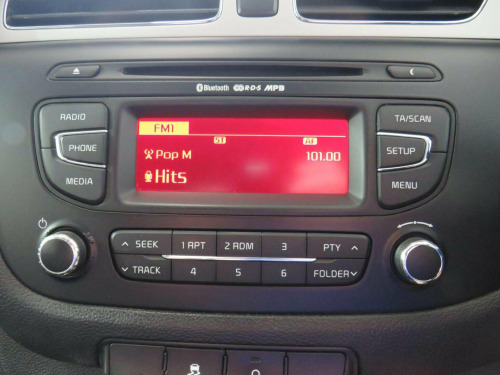 Bluetooth R·D·S MP3
RADIO
PHONE
MEDIA
FM1
ST AF
Pop M 101.00
Hits
TA/SCAN
SETUP
MENU
SEEK 1 RPT 2 RDM 3 PTY
TRACK 4 5 6 FOLDER